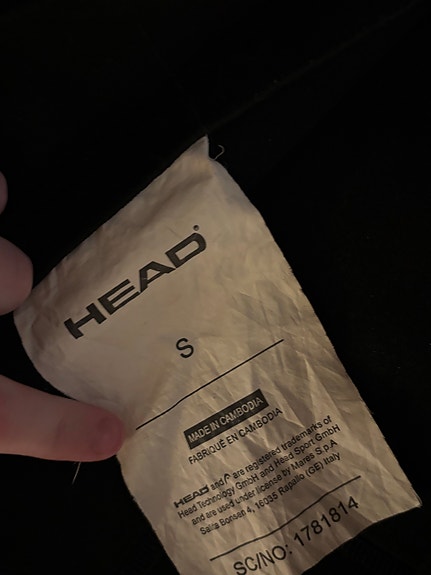 HEAD®
S
MADE IN CAMBODIA
FABRIQUÉ EN CAMBODIA
HEAD and are registered trademarks of
Head Technology GmbH and Head Sport GmbH
and are used under license by Mares S.p.A
Salita Bonsen 4, 16035 Rapallo (GE) Italy
SC/NO: 1781814